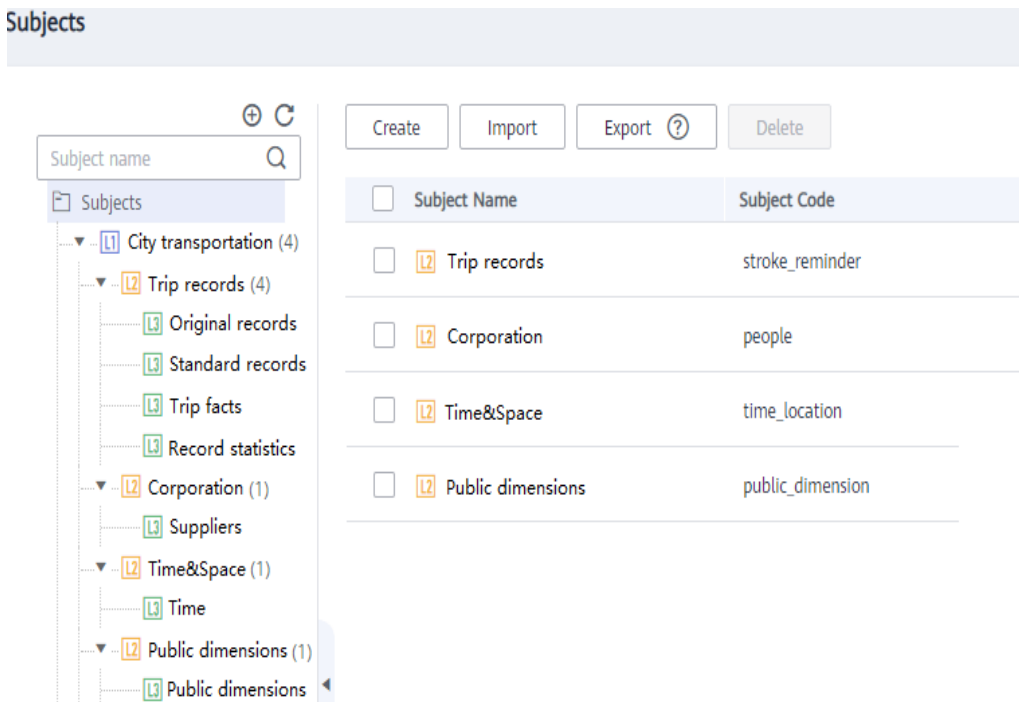 Subjects
Create Import Export ? Delete
Subject name
Subjects
L1 City transportation (4)
L2 Trip records (4)
L3 Original records
L3 Standard records
L3 Trip facts
L3 Record statistics
L2 Corporation (1)
L3 Suppliers
L2 Time&Space (1)
L3 Time
L2 Public dimensions (1)
L3 Public dimensions
Subject Name Subject Code
L2 Trip records stroke_reminder
L2 Corporation people
L2 Time&Space time_location
L2 Public dimensions public_dimension